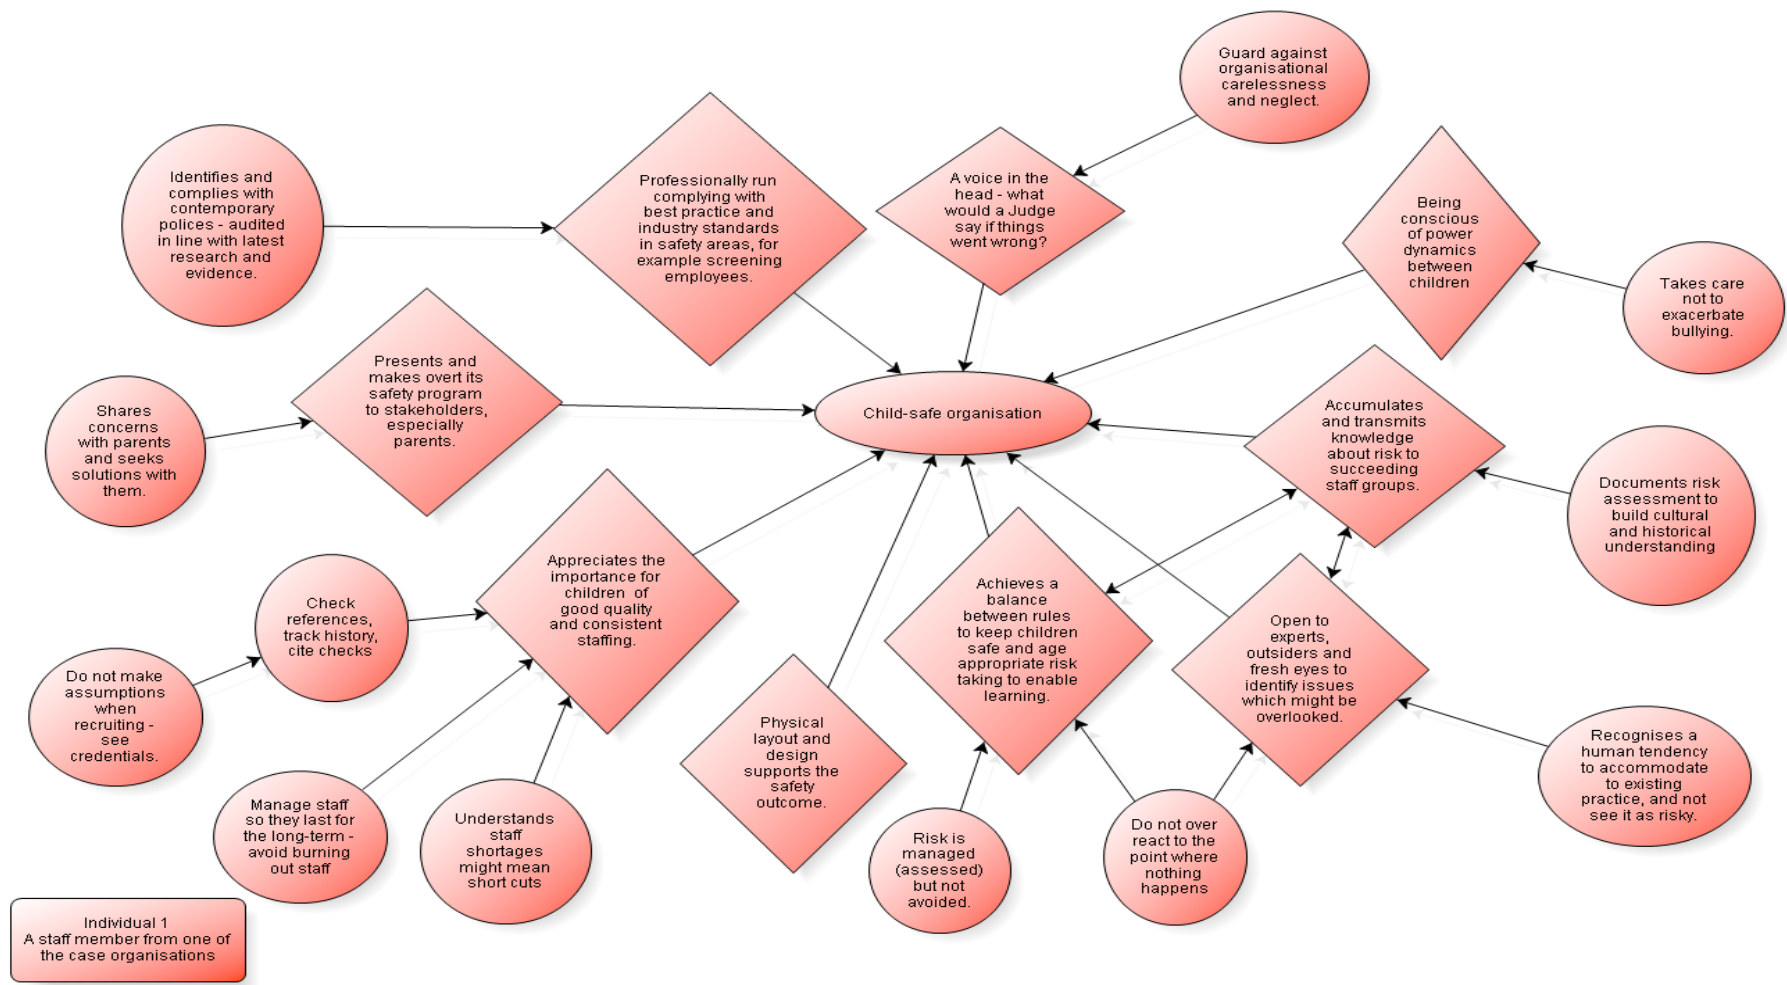 Guard against
organisational
carelessness
and neglect.
Identifies and
complies with
contemporary
polices - audited
in line with latest
research and
evidence.
Professionally run
complying with
best practice and
industry standards
in safety areas, for
example screening
employees.
A voice in the
head - what
would a Judge
say if things
went wrong?
Being
conscious
of power
dynamics
between
children
Takes care
not to
exacerbate
bullying.
Presents and
makes overt its
safety program
to stakeholders,
especially
parents.
Shares
concerns
with parents
and seeks
solutions with
them.
Child-safe organisation
Accumulates
and transmits
knowledge
about risk to
succeeding
staff groups.
Documents risk
assessment to
build cultural
and historical
understanding
Appreciates the
importance for
children of
good quality
and consistent
staffing.
Check
references,
track history,
cite checks
Do not make
assumptions
when
recruiting -
see
credentials.
Achieves a
balance
between rules
to keep children
safe and age
appropriate risk
taking to enable
learning.
Open to
experts,
outsiders and
fresh eyes to
identify issues
which might be
overlooked.
Physical
layout and
design
supports the
safety
outcome.
Recognises a
human tendency
to accommodate
to existing
practice, and not
see it as risky.
Manage staff
so they last for
the long-term -
avoid burning
out staff
Understands
staff
shortages
might mean
short cuts
Risk is
managed
(assessed)
but not
avoided.
Do not over
react to the
point where
nothing
happens
Individual 1
A staff member from one of
the case organisations